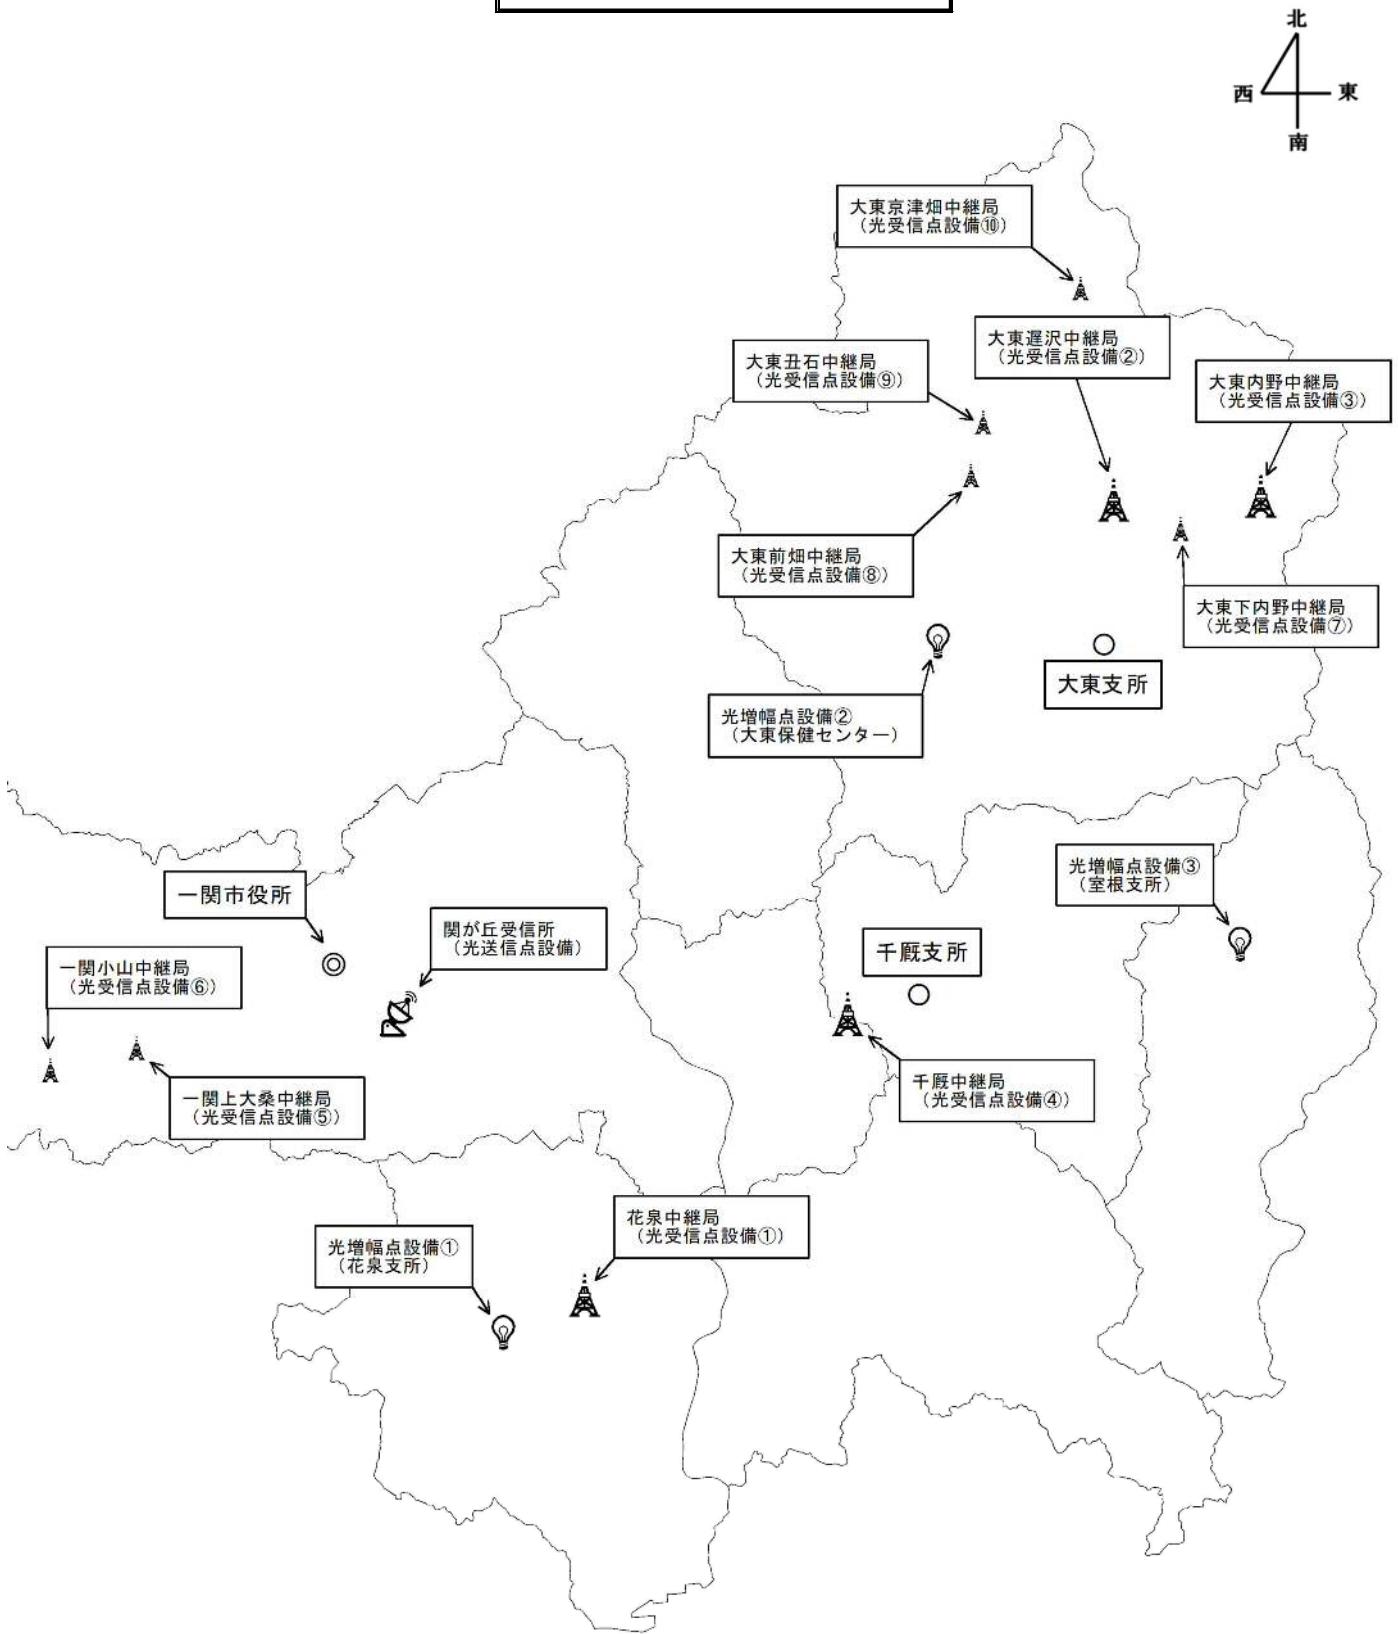 北
西
東
南
大東京津畑中継局
（光受信点設備⑩）
大東遅沢中継局
（光受信点設備②）
大東丑石中継局
（光受信点設備⑨）
大東内野中継局
（光受信点設備③）
大東前畑中継局
（光受信点設備⑧）
大東下内野中継局
（光受信点設備⑦）
大東支所
光増幅点設備②
（大東保健センター）
光増幅点設備③
（室根支所）
一関市役所
関が丘受信所
（光送信点設備）
千厩支所
一関小山中継局
（光受信点設備⑥）
千厩中継局
（光受信点設備④）
一関上大桑中継局
（光受信点設備⑤）
花泉中継局
（光受信点設備①）
光増幅点設備①
（花泉支所）